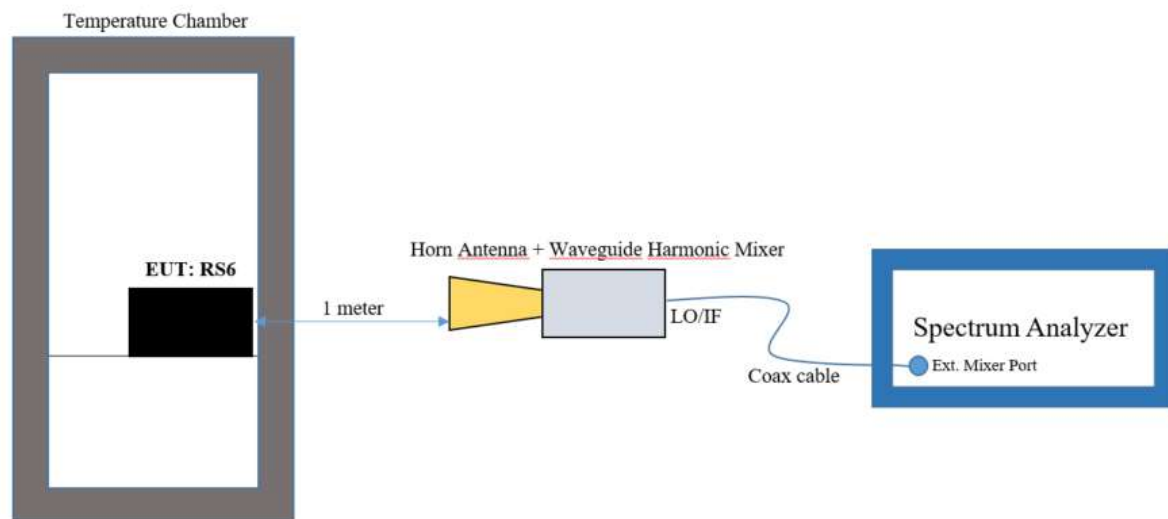 Temperature Chamber
Horn Antenna + Waveguide Harmonic Mixer
EUT: RS6
1 meter
LO/IF
Spectrum Analyzer
Ext. Mixer Port
Coax cable